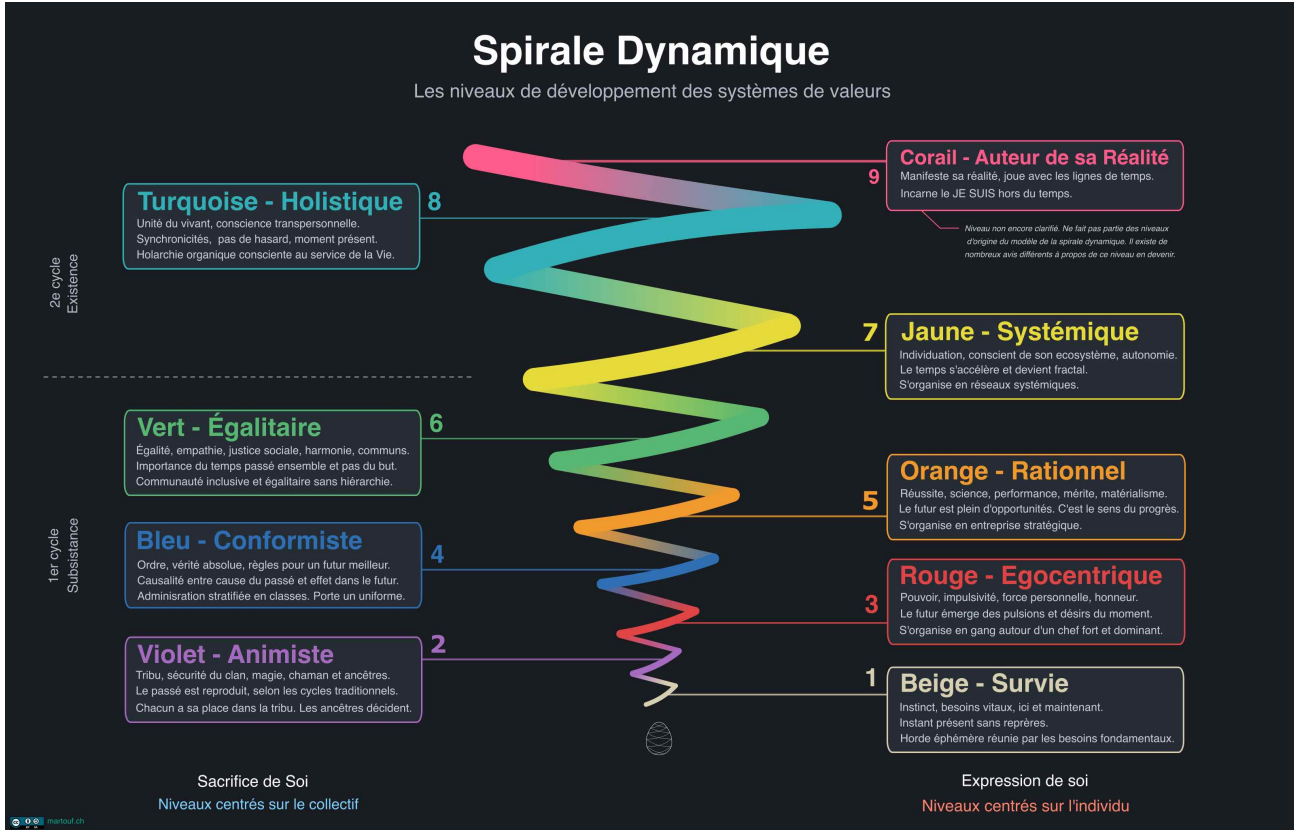 Spirale Dynamique
Les niveaux de développement des systèmes de valeurs
Corail - Auteur de sa Réalité
9
Manifeste sa réalité, joue avec les lignes de temps.
Incarne le JE SUIS hors du temps.
Niveau non encore clarifié. Ne fait pas partie des niveaux
d'origine du modèle de la spirale dynamique. Il existe de
nombreux avis différents à propos de ce niveau en devenir.
Turquoise - Holistique
8
Unité du vivant, conscience transpersonnelle.
Synchronicités, pas de hasard, moment présent.
Holarchie organique consciente au service de la Vie.
2e cycle
Existence
7
Jaune - Systémique
Individuation, conscient de son ecosystème, autonomie.
Le temps s'accélère et devient fractal.
S'organise en réseaux systémiques.
Vert - Égalitaire
6
Égalité, empathie, justice sociale, harmonie, communs.
Importance du temps passé ensemble et pas du but.
Communauté inclusive et égalitaire sans hiérarchie.
5
Orange - Rationnel
Réussite, science, performance, mérite, matérialisme.
Le futur est plein d'opportunités. C'est le sens du progrès.
S'organise en entreprise stratégique.
1er cycle
Subsistance
Bleu - Conformiste
4
Ordre, vérité absolue, règles pour un futur meilleur.
Causalité entre cause du passé et effet dans le futur.
Adminisration stratifiée en classes. Porte un uniforme.
3
Rouge - Egocentrique
Pouvoir, impulsivité, force personnelle, honneur.
Le futur émerge des pulsions et désirs du moment.
S'organise en gang autour d'un chef fort et dominant.
Violet - Animiste
2
Tribu, sécurité du clan, magie, chaman et ancêtres.
Le passé est reproduit, selon les cycles traditionnels.
Chacun a sa place dans la tribu. Les ancêtres décident.
1
Beige - Survie
Instinct, besoins vitaux, ici et maintenant.
Instant présent sans reprères.
Horde éphémère réunie par les besoins fondamentaux.
Sacrifice de Soi
Niveaux centrés sur le collectif
Expression de soi
Niveaux centrés sur l'individu
martouf.ch